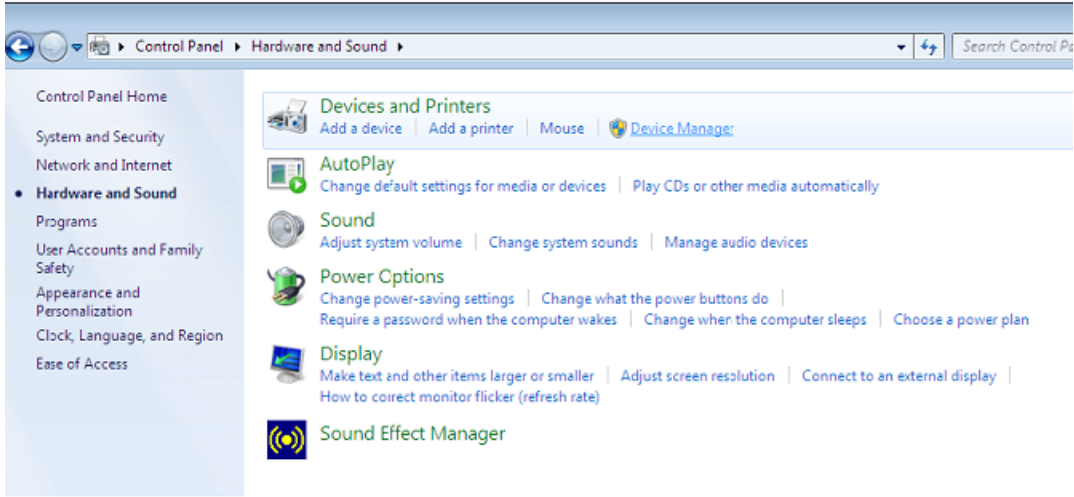 Control Panel Hardware and Sound Search Control Pa
Control Panel Home
System and Security
Network and Internet
Hardware and Sound
Programs
User Accounts and Family
Safety
Appearance and
Personalization
Clock, Language, and Region
Ease of Access
Devices and Printers
Add a device Add a printer Mouse Device Manager
AutoPlay
Change default settings for media or devices Play CDs or other media automatically
Sound
Adjust system volume Change system sounds Manage audio devices
Power Options
Change power-saving settings Change what the power buttons do
Require a password when the computer wakes Change when the computer sleeps Choose a power plan
Display
Make text and other items larger or smaller Adjust screen resolution Connect to an external display
How to correct monitor flicker (refresh rate)
Sound Effect Manager